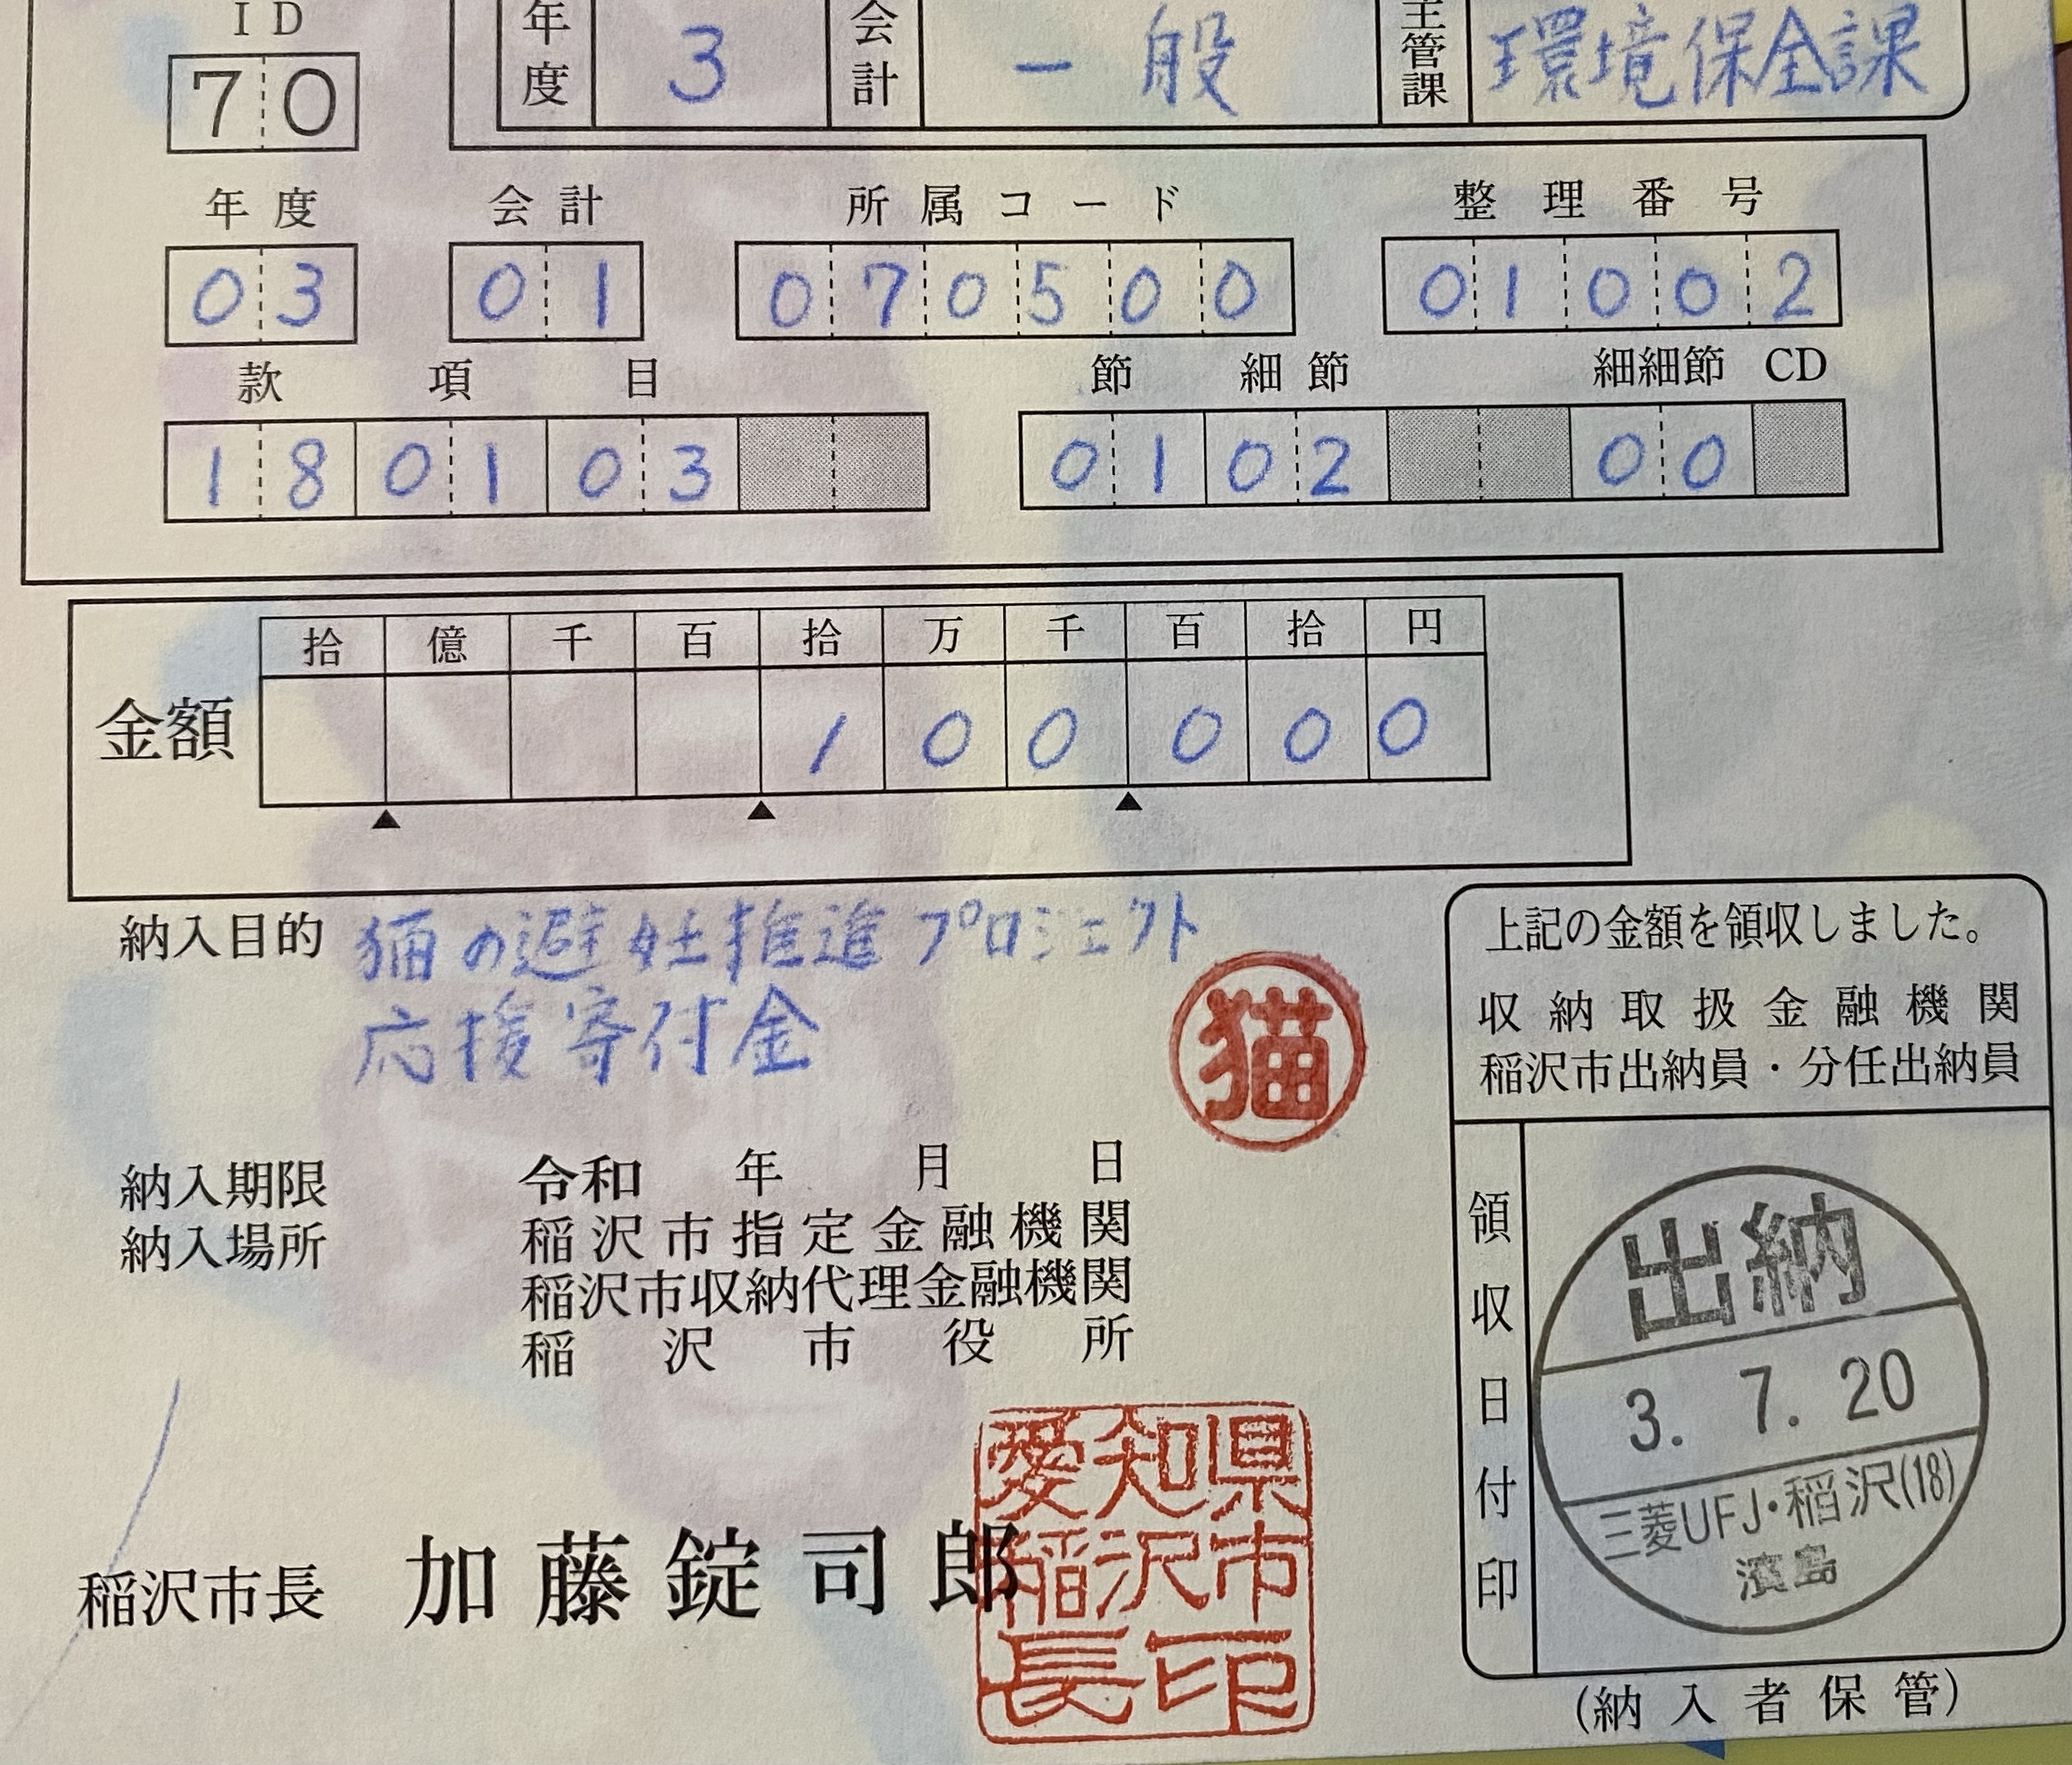 ID 年度 3 会計 一般 主管課 環境保全課
70
年度 会計 所属コード 整理番号
03 01 070500 01002
款 項 目 節 細節 細細節 CD
18 01 03 01 02 00
拾 億 千 百 拾 万 千 百 拾 円
金額 1 0 0 0 0 0
納入目的 猫の避妊推進プロジェクト
応援寄付金
猫
上記の金額を領収しました。
収納取扱金融機関
稲沢市出納員・分任出納員
納入期限 令和 年 月 日
納入場所 稲沢市指定金融機関
稲沢市収納代理金融機関
稲沢市役所
領収日付印
出納
3. 7. 20
三菱UFJ・稲沢(18)
濱島
稲沢市長 加藤錠司郎
愛知県
稲沢市
長印
(納入者保管)